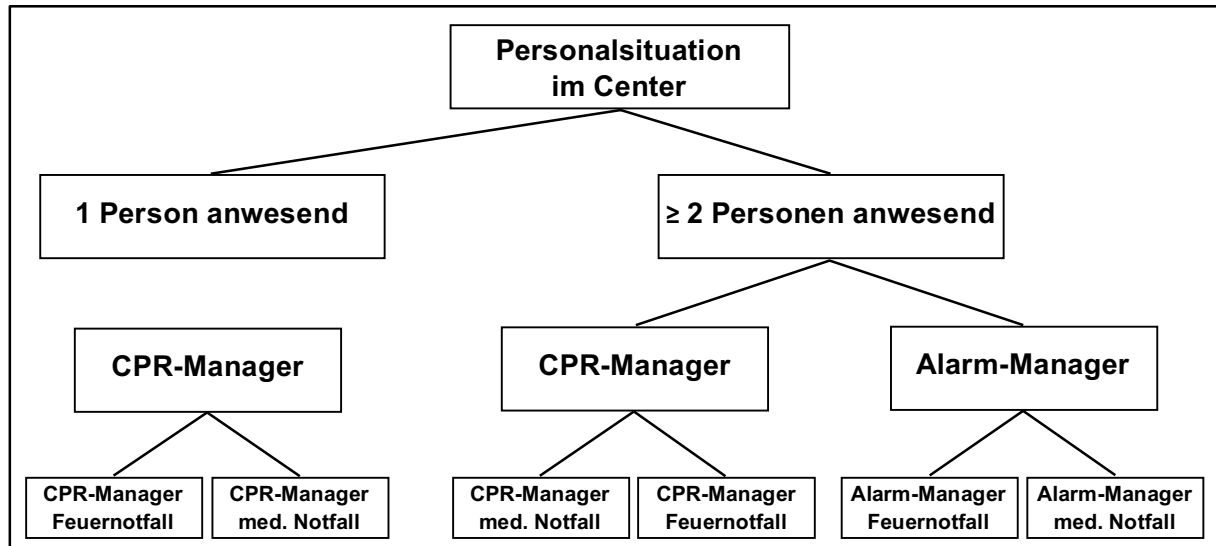 Personalsituation
im Center
1 Person anwesend
≥ 2 Personen anwesend
CPR-Manager
CPR-Manager
Alarm-Manager
CPR-Manager
Feuernotfall
CPR-Manager
med. Notfall
CPR-Manager
med. Notfall
CPR-Manager
Feuernotfall
Alarm-Manager
Feuernotfall
Alarm-Manager
med. Notfall